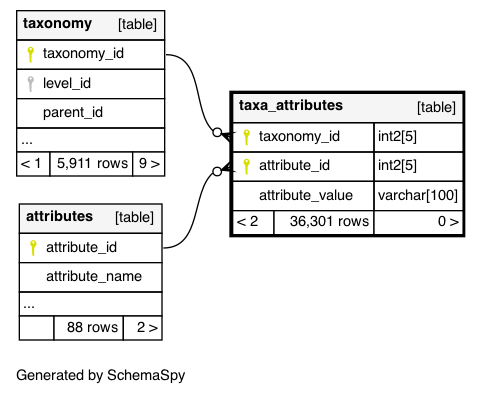 taxonomy [table]
taxonomy_id
level_id
parent_id
...
< 1 5,911 rows 9 >
taxa_attributes [table]
taxonomy_id int2[5]
attribute_id int2[5]
attribute_value varchar[100]
< 2 36,301 rows 0 >
attributes [table]
attribute_id
attribute_name
...
88 rows 2 >
Generated by SchemaSpy